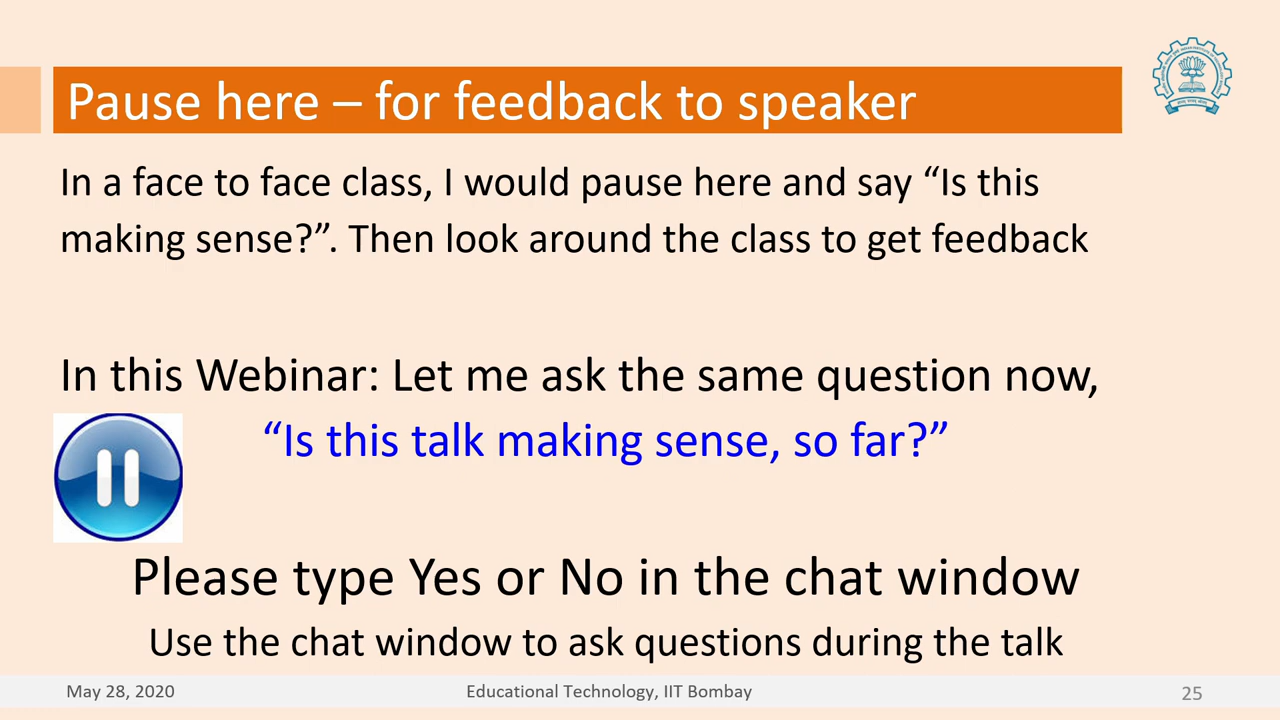 Pause here – for feedback to speaker
In a face to face class, I would pause here and say “Is this
making sense?”. Then look around the class to get feedback
In this Webinar: Let me ask the same question now,
“Is this talk making sense, so far?”
Please type Yes or No in the chat window
Use the chat window to ask questions during the talk
May 28, 2020
Educational Technology, IIT Bombay
25